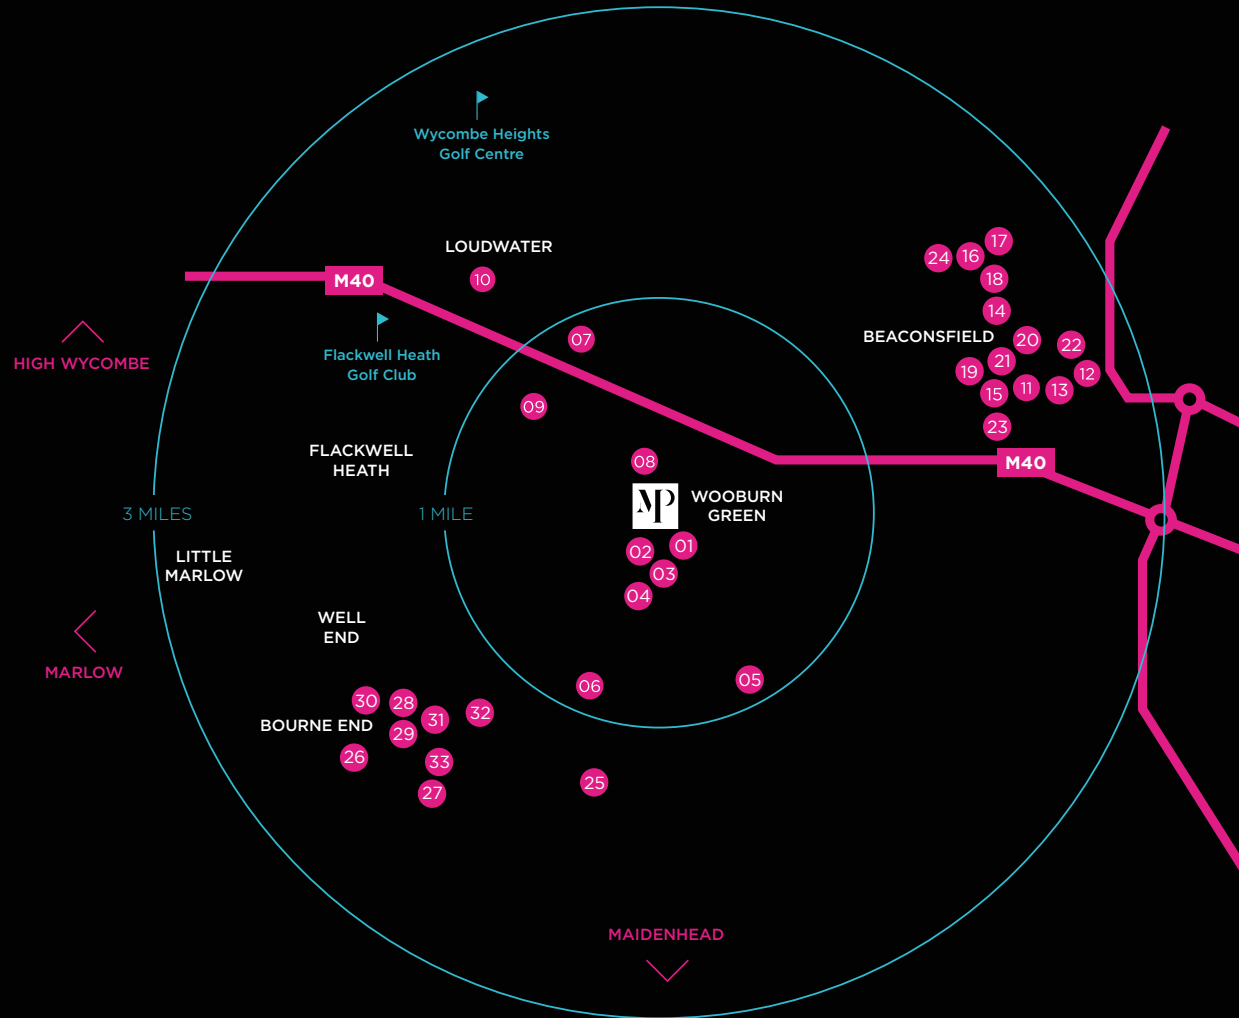 Wycombe Heights
Golf Centre
17
24
16
LOUDWATER
10
18
M40
14
HIGH WYCOMBE
Flackwell Heath
Golf Club
07
BEACONSFIELD
20
22
21
19
12
15
11
13
09
23
FLACKWELL
HEATH
08
M40
3 MILES
1 MILE
MP
WOOBURN
GREEN
LITTLE
MARLOW
02
01
03
04
WELL
END
MARLOW
06
05
30
28
31
32
BOURNE END
29
26
33
27
25
MAIDENHEAD